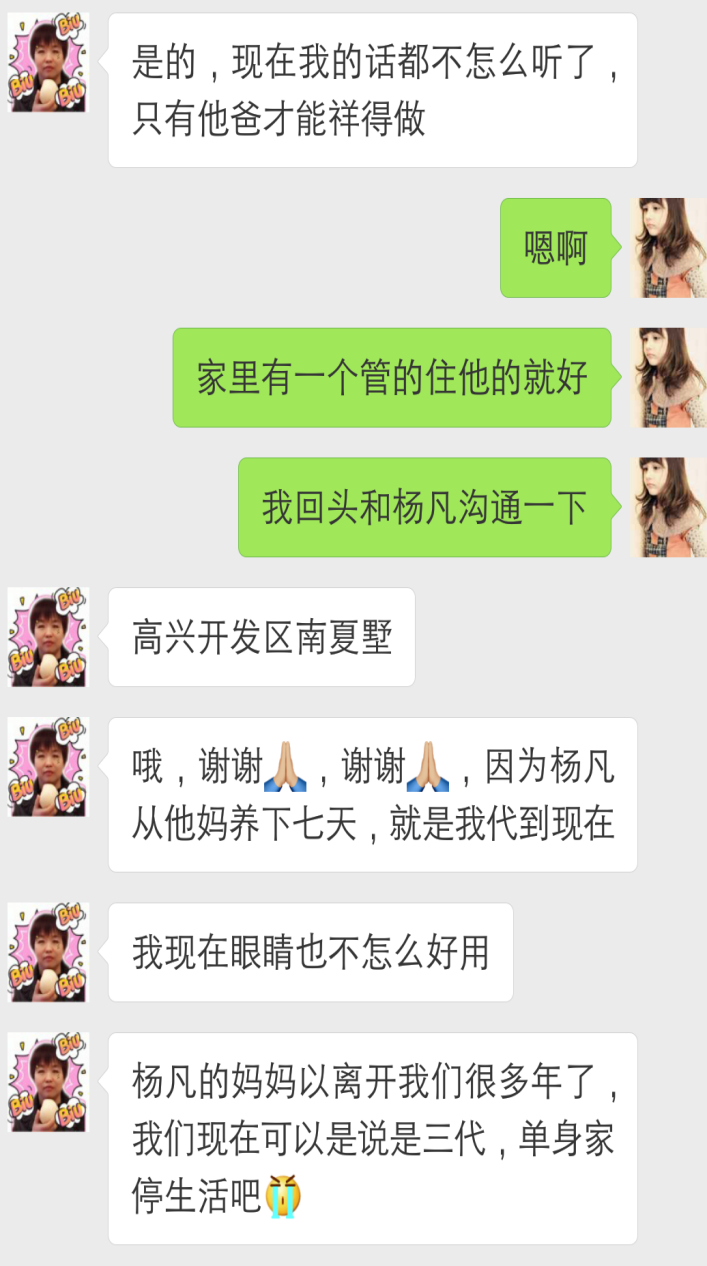 是的，现在我的话都不怎么听了，
只有他爸才能祥得做
嗯啊
家里有一个管的住他的就好
我回头和杨凡沟通一下
高兴开发区南夏墅
哦，谢谢🙏，谢谢🙏，因为杨凡
从他妈养下七天，就是我代到现在
我现在眼睛也不怎么好用
杨凡的妈妈以离开我们很多年了，
我们现在可以是说是三代，单身家
停生活吧😭